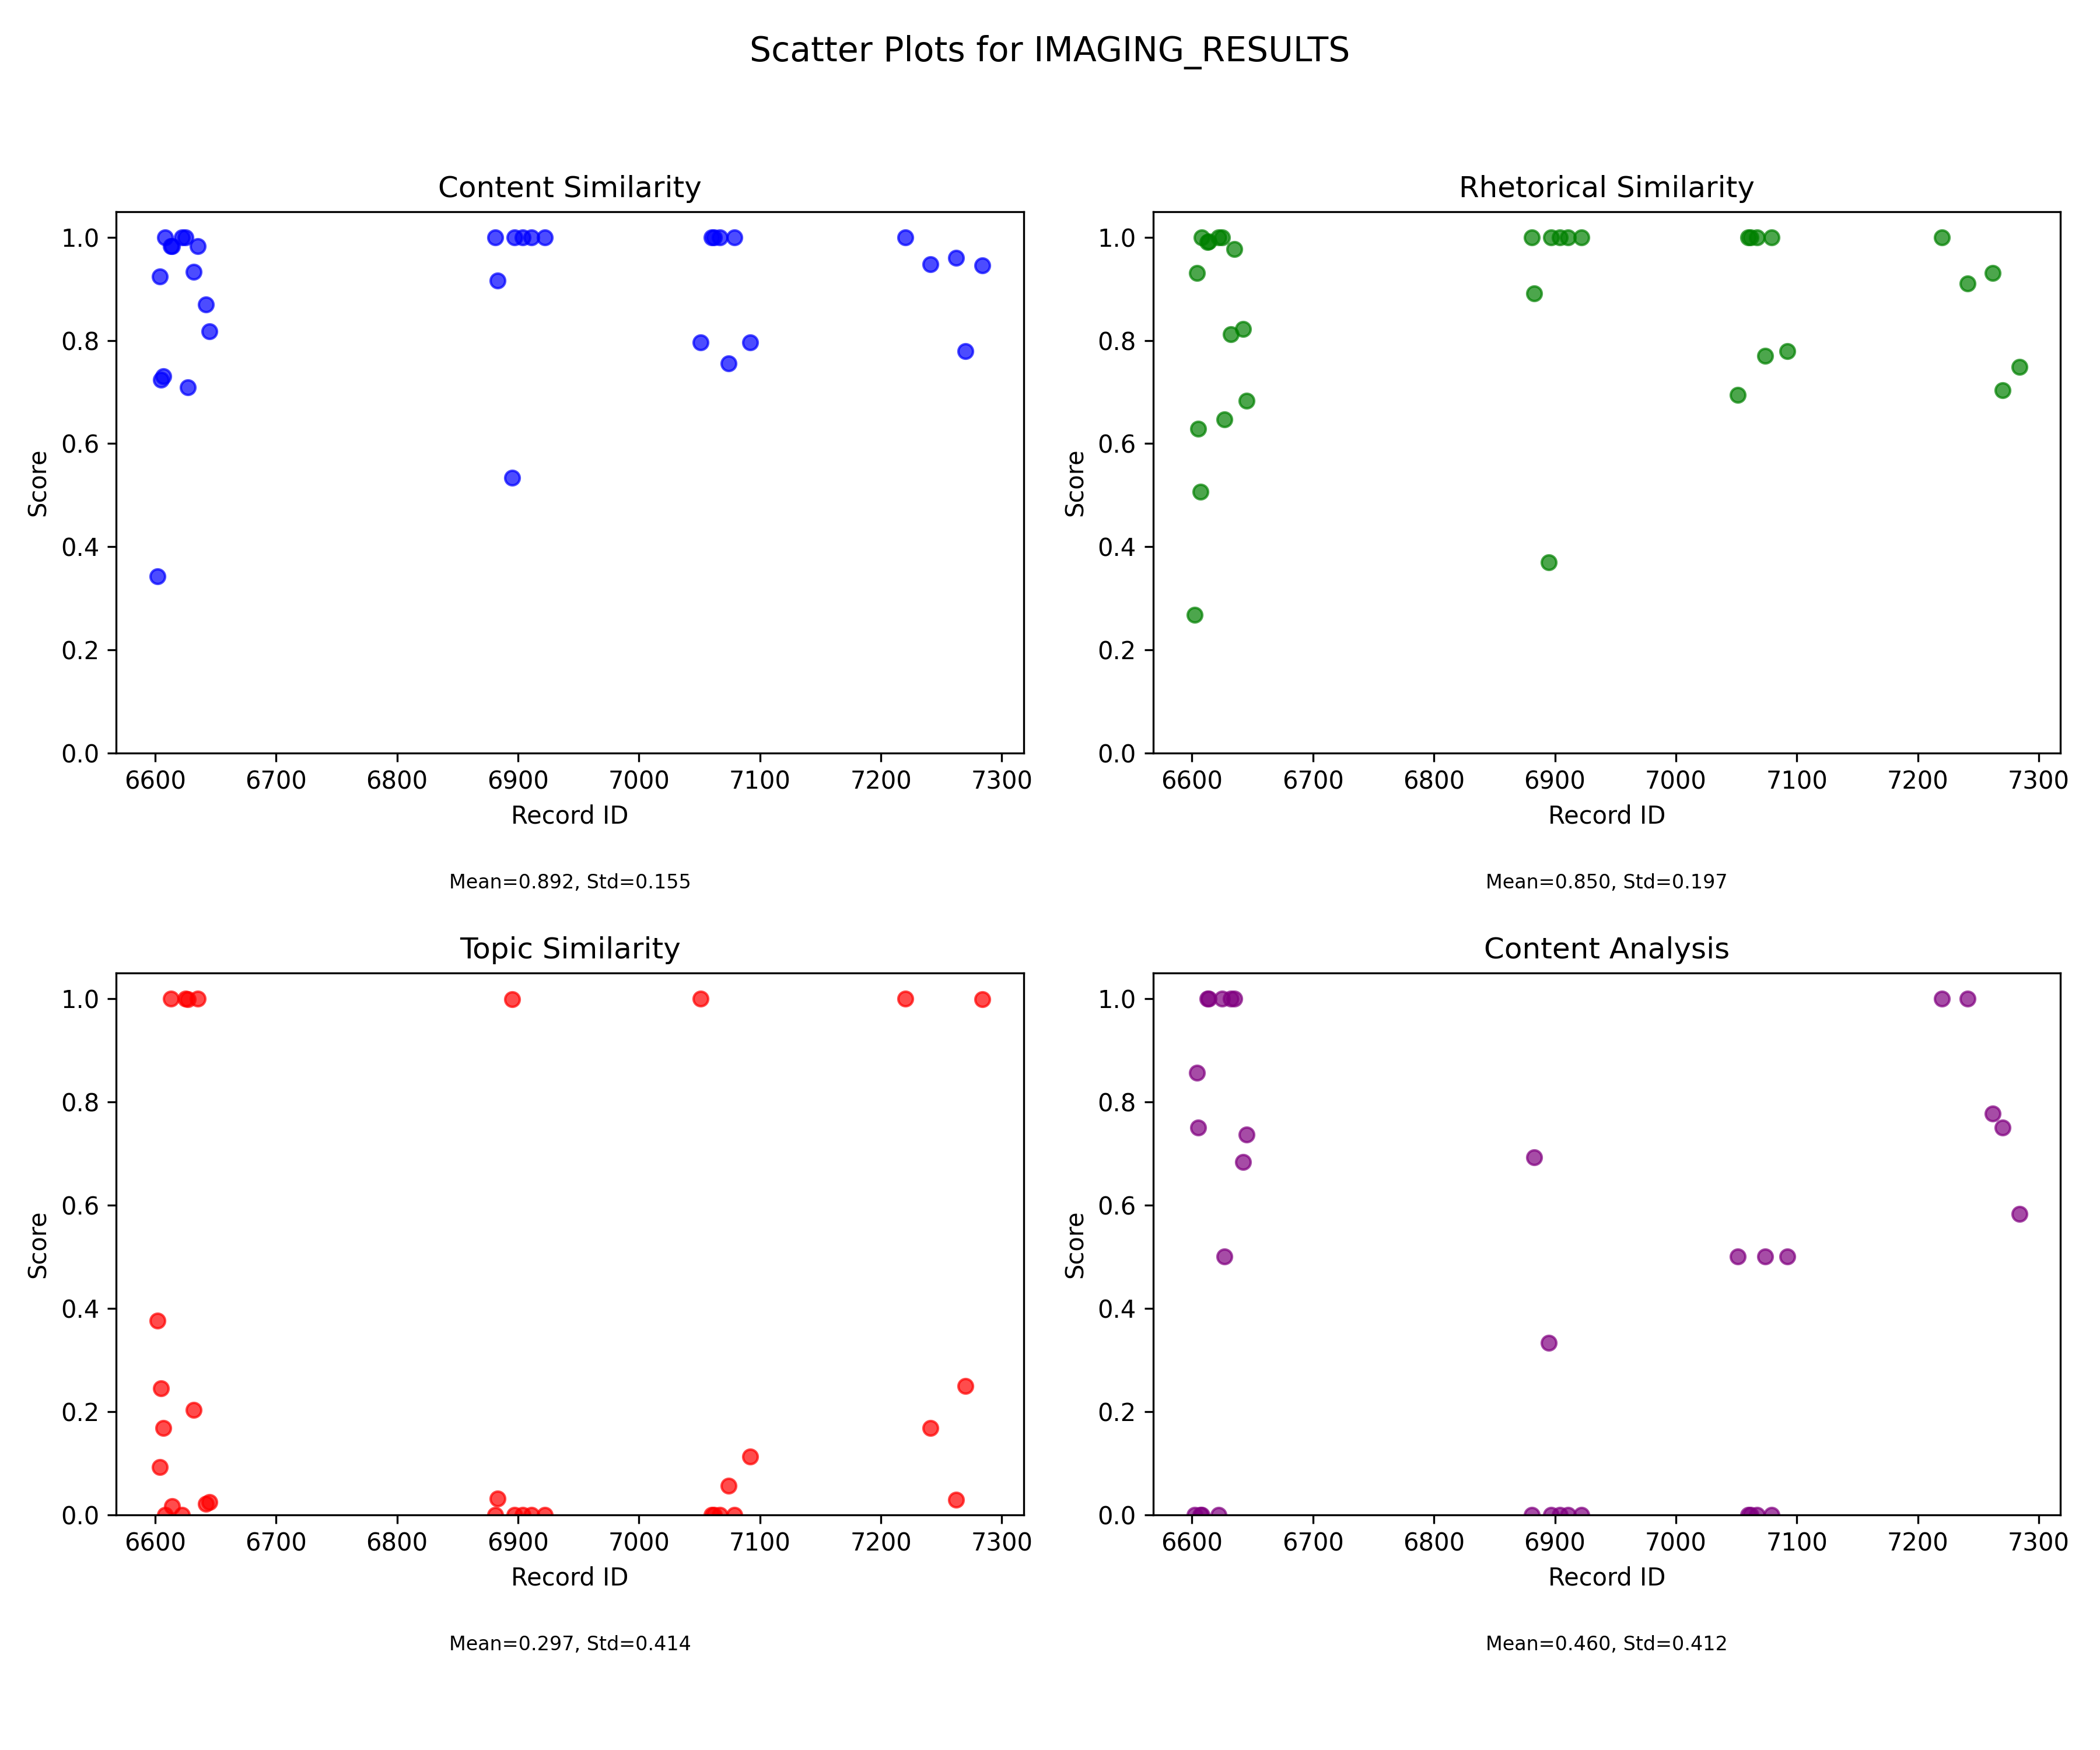 Scatter Plots for IMAGING_RESULTS
Content Similarity
Score
1.0
0.8
0.6
0.4
0.2
0.0
6600 6700 6800 6900 7000 7100 7200 7300
Record ID
Mean=0.892, Std=0.155
Rhetorical Similarity
Score
1.0
0.8
0.6
0.4
0.2
0.0
6600 6700 6800 6900 7000 7100 7200 7300
Record ID
Mean=0.850, Std=0.197
Topic Similarity
Score
1.0
0.8
0.6
0.4
0.2
0.0
6600 6700 6800 6900 7000 7100 7200 7300
Record ID
Mean=0.297, Std=0.414
Content Analysis
Score
1.0
0.8
0.6
0.4
0.2
0.0
6600 6700 6800 6900 7000 7100 7200 7300
Record ID
Mean=0.460, Std=0.412